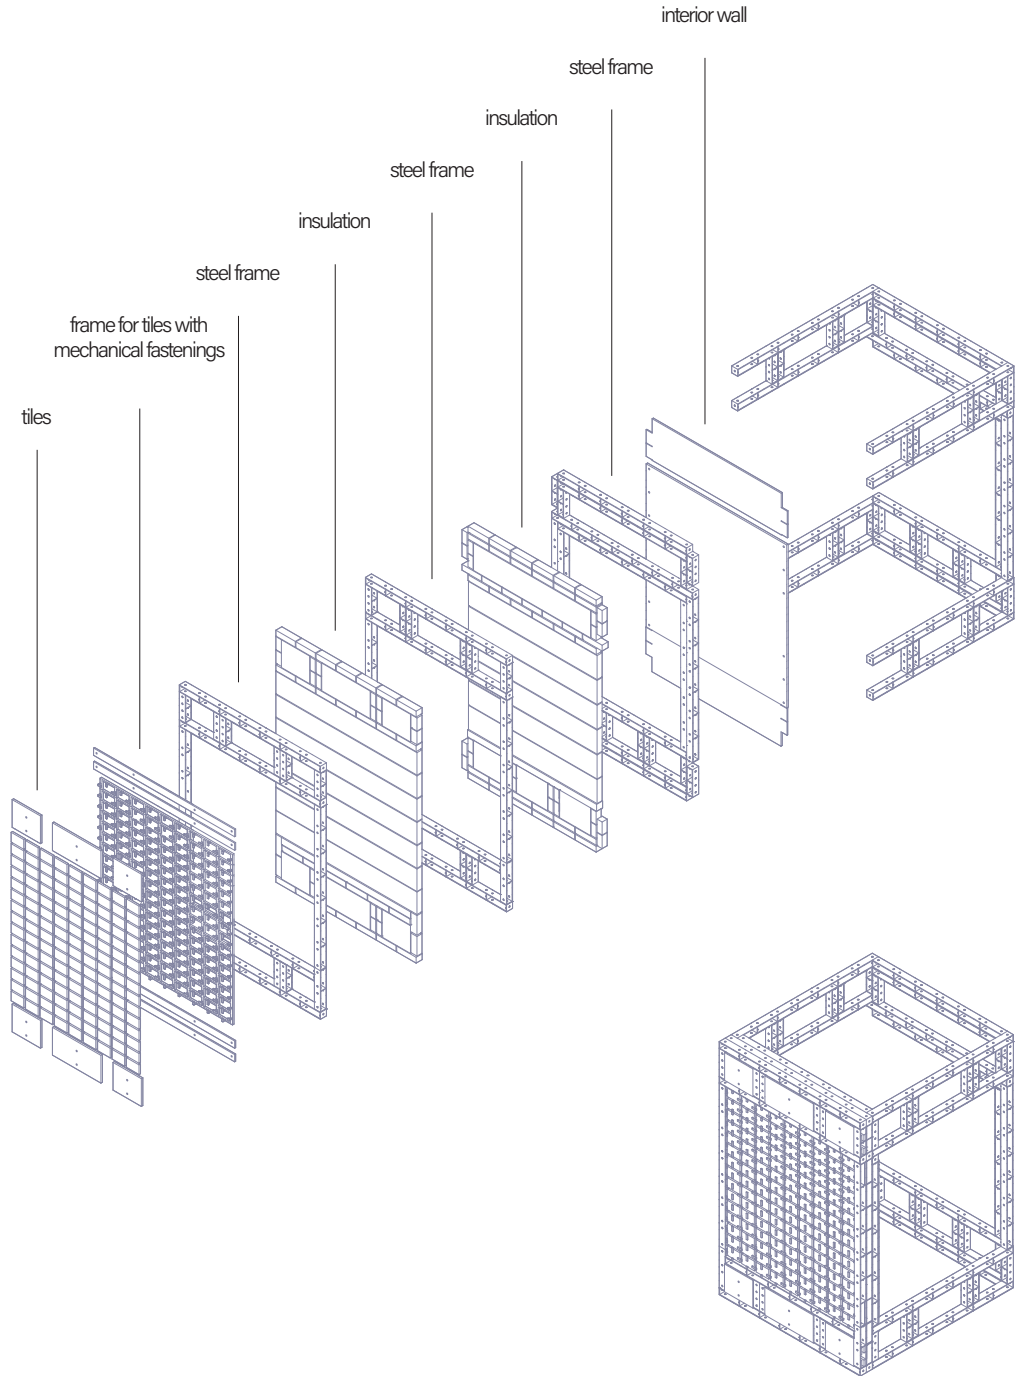 interior wall
steel frame
insulation
steel frame
insulation
steel frame
frame for tiles with
mechanical fastenings
tiles